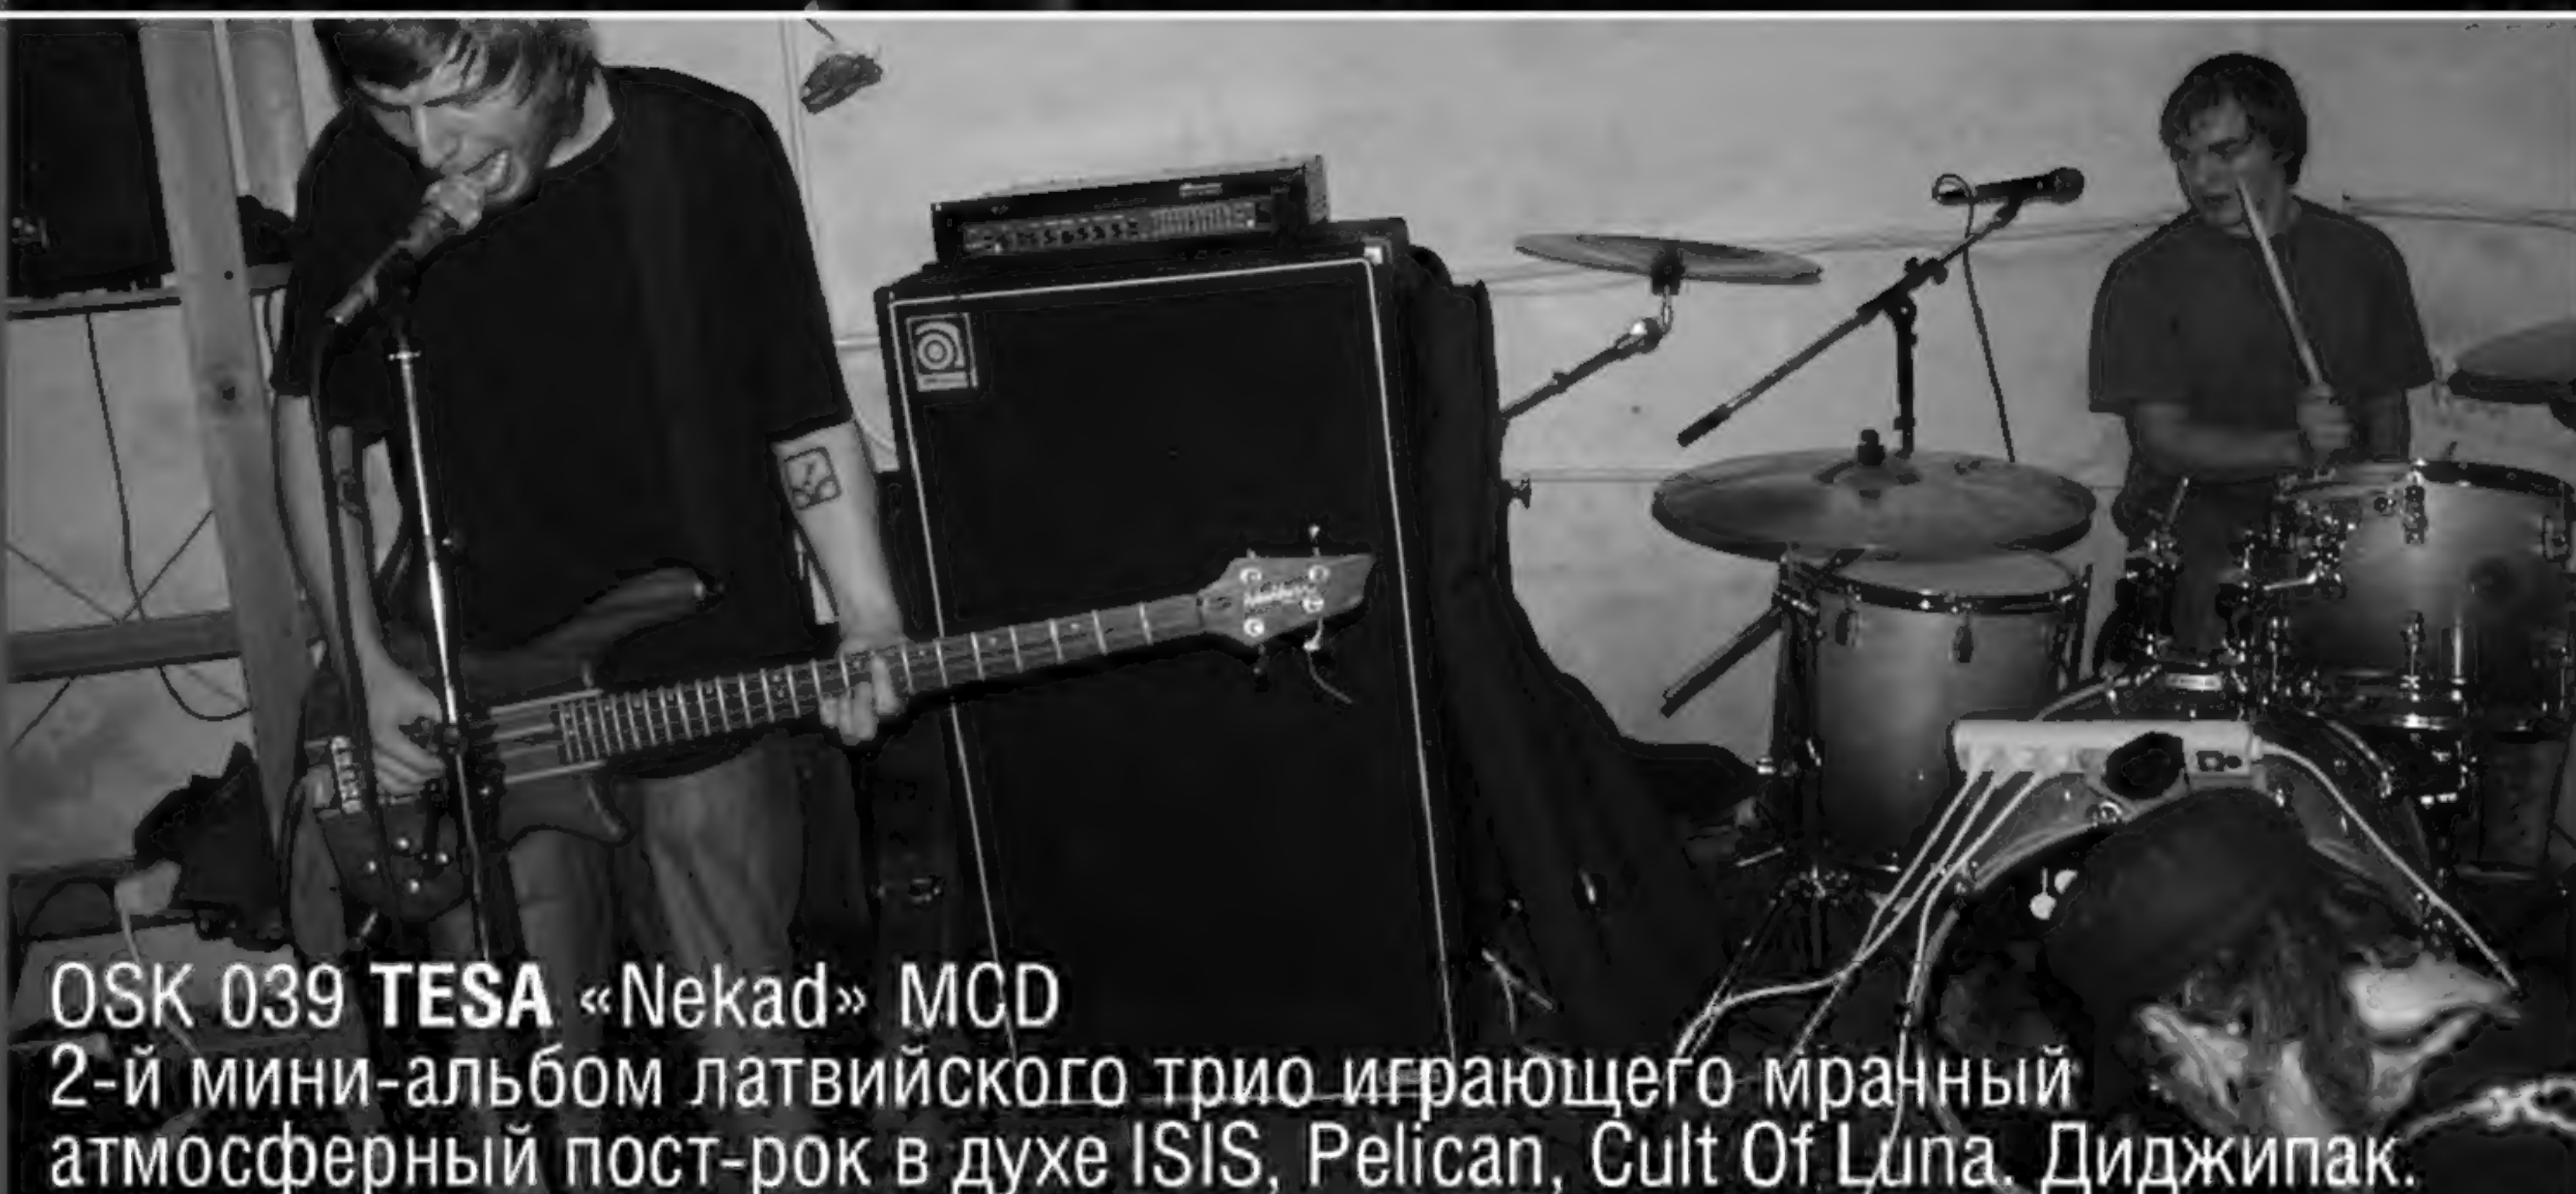 OSK 039 TESA «Nekad» MCD
2-й мини-альбом латвийского трио играющего мрачный
атмосферный пост-рок в духе ISIS, Pelican, Cult Of Luna. Диджипак.